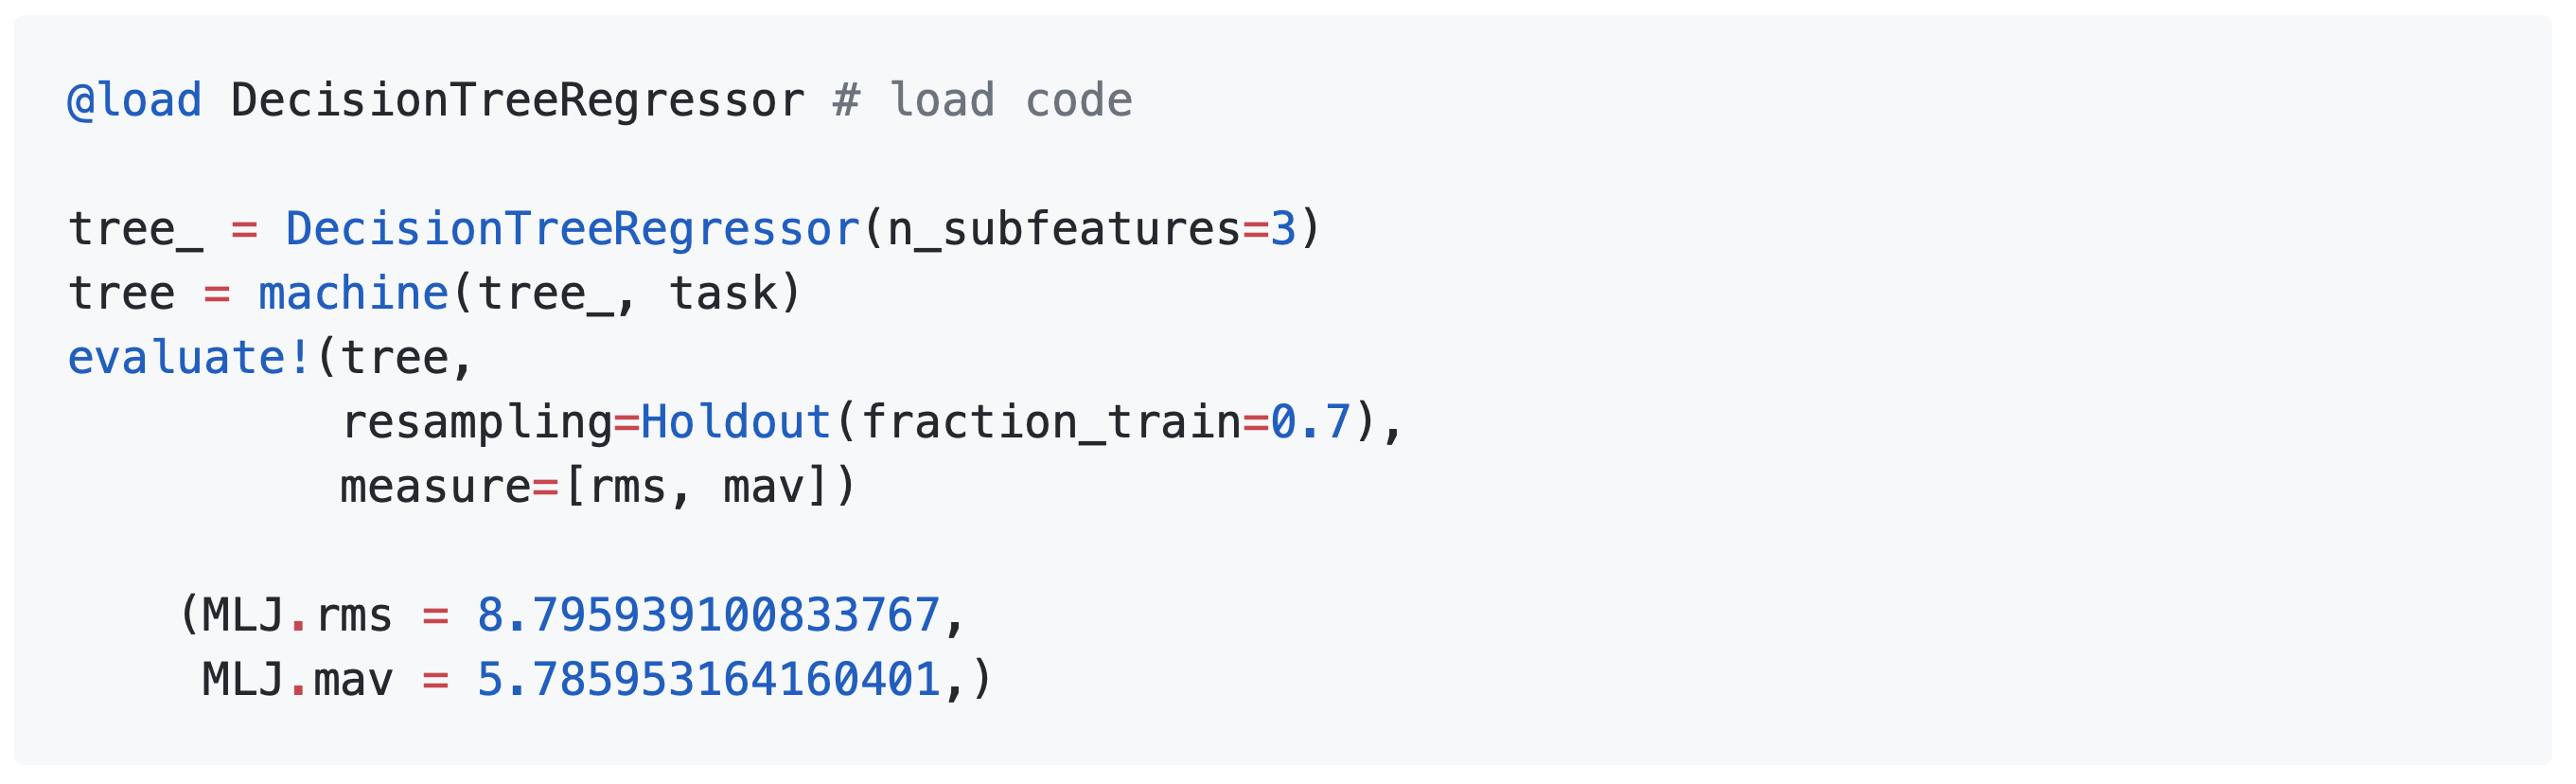 @load DecisionTreeRegressor # load code
tree_ = DecisionTreeRegressor(n_subfeatures=3)
tree = machine(tree_, task)
evaluate!(tree,
resampling=Holdout(fraction_train=0.7),
measure=[rms, mav])
(MLJ.rms = 8.795939100833767,
MLJ.mav = 5.785953164160401,)